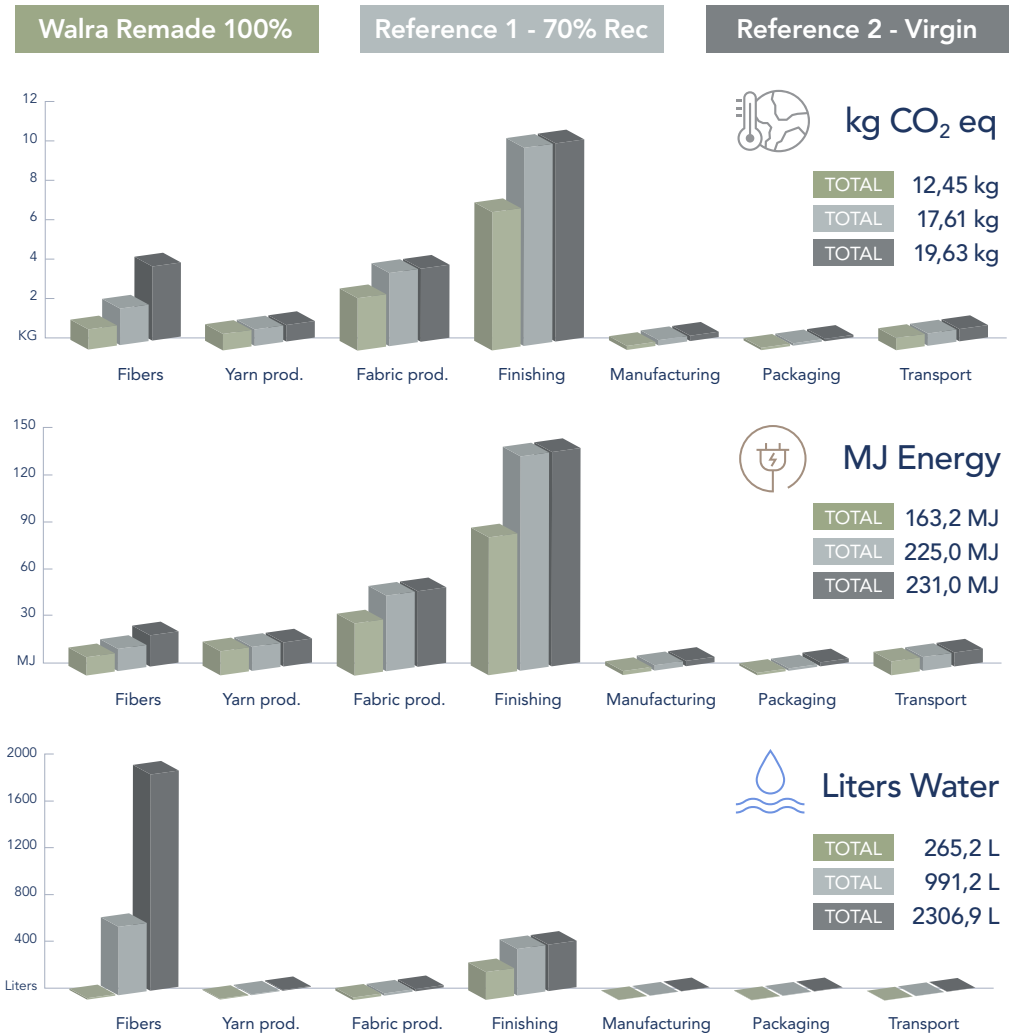 Walra Remade 100%
Reference 1 - 70% Rec
Reference 2 - Virgin
kg CO₂ eq
TOTAL 12,45 kg
TOTAL 17,61 kg
TOTAL 19,63 kg
12
10
8
6
4
2
KG
Fibers
Yarn prod.
Fabric prod.
Finishing
Manufacturing
Packaging
Transport
MJ Energy
TOTAL 163,2 MJ
TOTAL 225,0 MJ
TOTAL 231,0 MJ
150
120
90
60
30
MJ
Fibers
Yarn prod.
Fabric prod.
Finishing
Manufacturing
Packaging
Transport
Liters Water
TOTAL 265,2 L
TOTAL 991,2 L
TOTAL 2306,9 L
2000
1600
1200
800
400
Liters
Fibers
Yarn prod.
Fabric prod.
Finishing
Manufacturing
Packaging
Transport